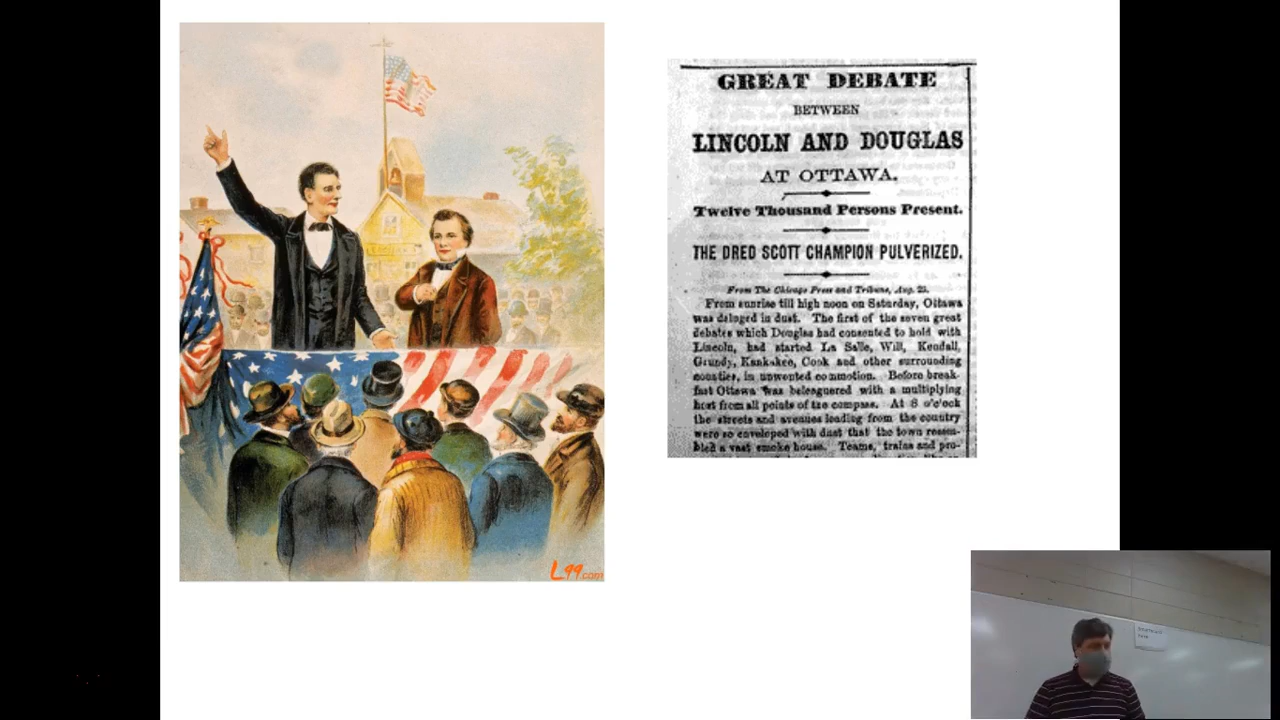 GREAT DEBATE
BETWEEN
LINCOLN AND DOUGLAS
AT OTTAWA.
Twelve Thousand Persons Present.
THE DRED SCOTT CHAMPION PULVERIZED.
From The Chicago Press and Tribune, Aug. 23.
From sunrise till high noon on Saturday, Ottawa
was deluged in dust. The first of the seven great
debates which Douglas had consented to hold with
Lincoln, had started La Salle, Will, Kendall,
Grundy, Kankakee, Cook and other surrounding
counties, in unwonted commotion. Before break-
fast Ottawa was beleaguered with a multiplying
host from all points of the compass. At 8 o'clock
the streets and avenues leading from the country
were so enveloped with dust that the town resem-
bled a vast smoke house. Teams, trains and pro-
L99.com